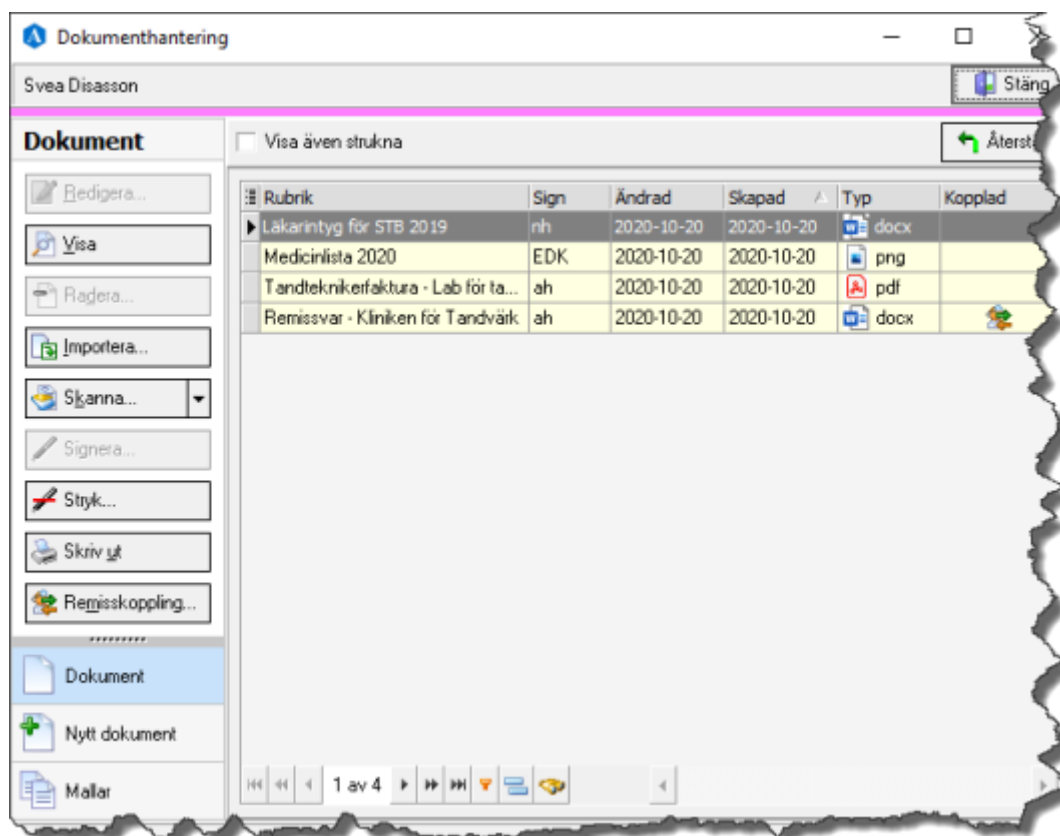 Dokumenthantering
Svea Disasson
Stäng
Dokument
Visa även strukna
Redigera...
Visa
Radera...
Importera...
Skanna...
Signera...
Stryk...
Skriv ut
Remisskoppling...
Dokument
Nytt dokument
Mallar
Rubrik Sign Ändrad Skapad Typ Kopplad
Läkarintyg för STB 2019 nh 2020-10-20 2020-10-20 docx
Medicinlista 2020 EDK 2020-10-20 2020-10-20 png
Tandteknikerfaktura - Lab för ta... ah 2020-10-20 2020-10-20 pdf
Remissvar - Kliniken för Tandvärk ah 2020-10-20 2020-10-20 docx
1 av 4